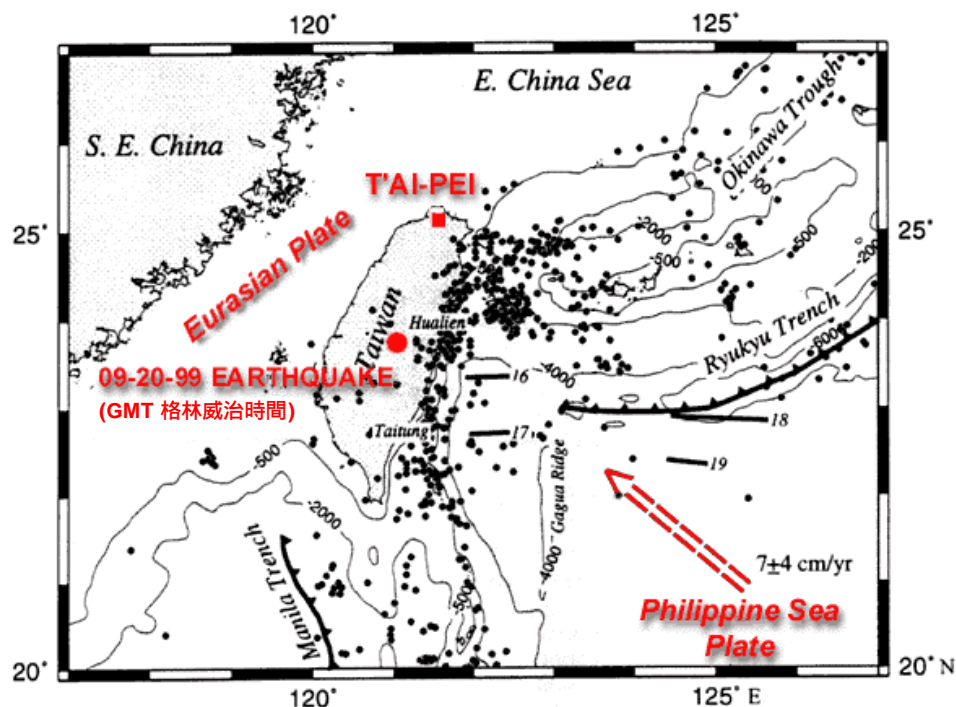 120° 125°
E. China Sea
S. E. China
Okinawa Trough
T'AI-PEI
25° 25°
-2000
-500
-500
Eurasian Plate
Taiwan
Hualien
Ryukyu Trench
-6000
-4000
16
09-20-99 EARTHQUAKE
(GMT 格林威治時間)
18
Taitung
17
19
-500
Gagua Ridge
-2000
7±4 cm/yr
-4000
Manila Trench
-500
Philippine Sea
Plate
20° 20° N
120° 125° E